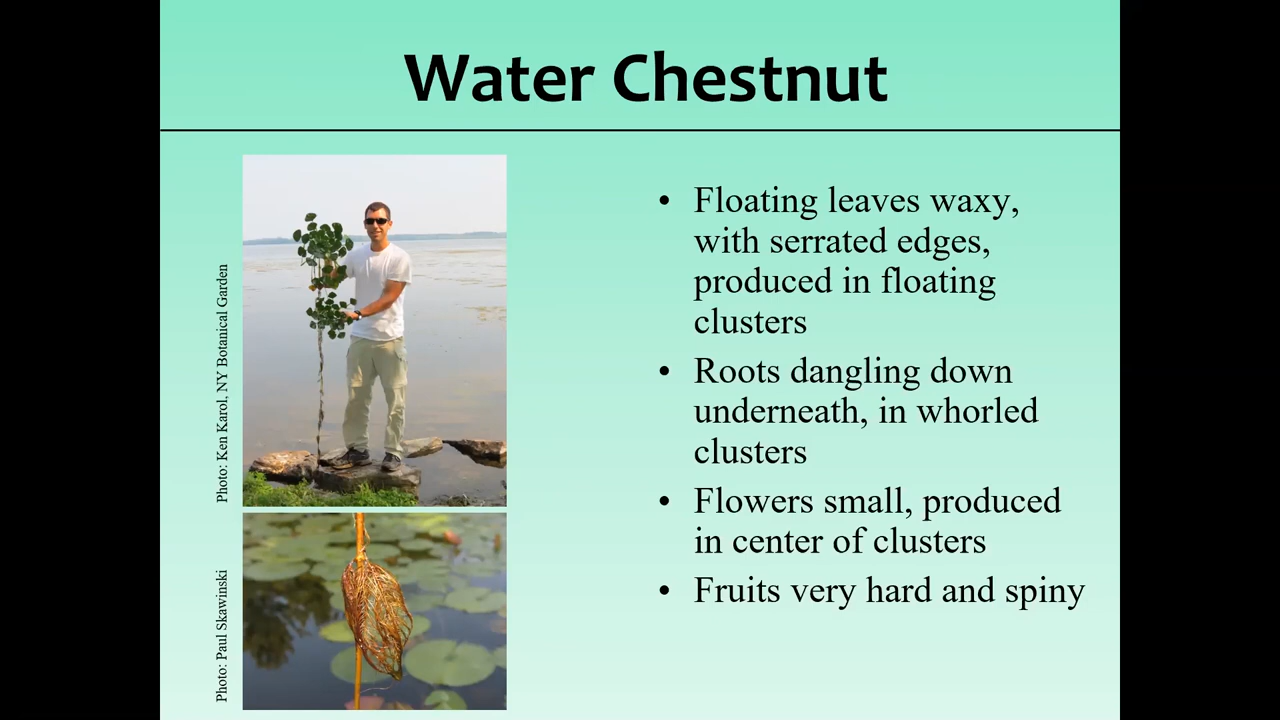 Water Chestnut
Photo: Ken Karol, NY Botanical Garden
Photo: Paul Skawinski
• Floating leaves waxy,
with serrated edges,
produced in floating
clusters
• Roots dangling down
underneath, in whorled
clusters
• Flowers small, produced
in center of clusters
• Fruits very hard and spiny